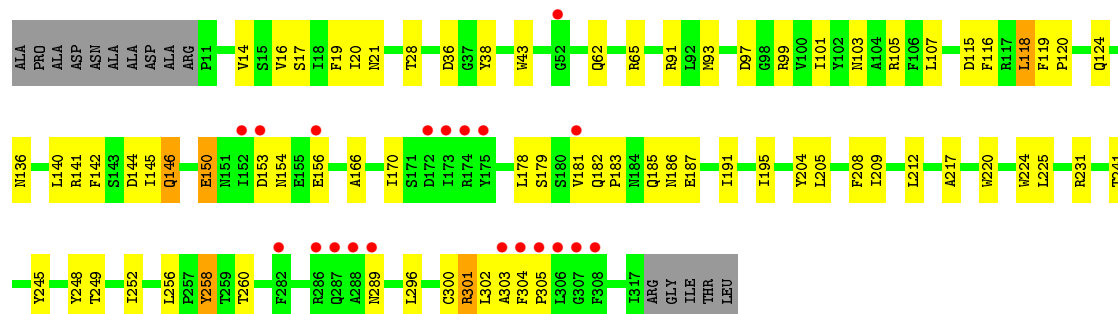 ALA PRO ALA ASP ASN ALA ALA ASP ALA ARG P11 V14 S15 V16 S17 I18 F19 I20 N21 T28 D36 G37 Y38 W43 G52 Q62 R65 R91 L92 M93 D97 G98 R99 V100 I101 Y102 N103 A104 R105 F106 L107 D115 F116 R117 L118 F119 P120 Q124
N136 L140 R141 F142 S143 D144 I145 Q146 E150 N151 I152 D153 N154 E155 E156 A166 I170 S171 D172 I173 R174 Y175 L178 S179 S180 V181 Q182 P183 N184 Q185 N186 E187 I191 I195 Y204 L205 F208 I209 L212 A217 W220 W224 L225 R231 T241
Y245 Y248 T249 I252 L256 P257 Y258 T259 T260 F282 R286 Q287 A288 N289 L296 C300 R301 L302 A303 F304 P305 L306 G307 F308 I317 ARG GLY ILE THR LEU